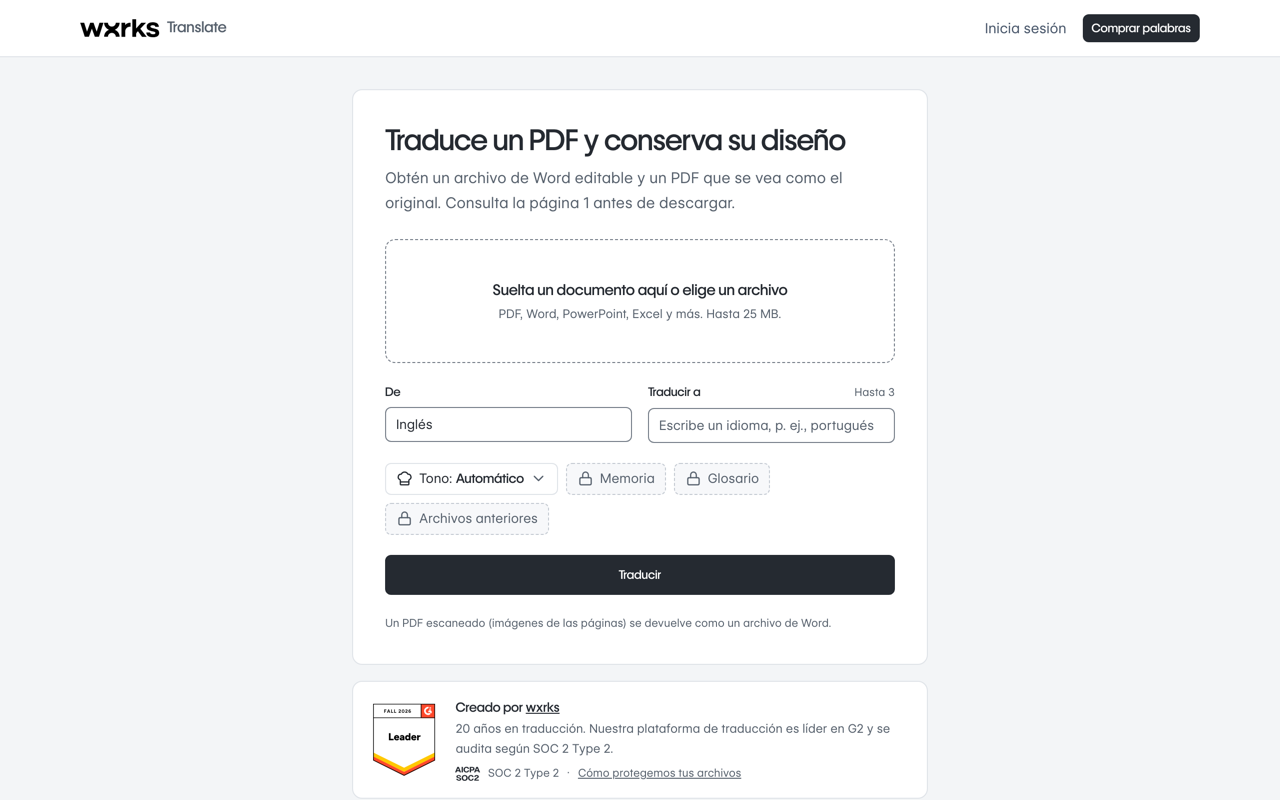 wxrks Translate
Inicia sesión
Comprar palabras
Traduce un PDF y conserva su diseño
Obtén un archivo de Word editable y un PDF que se vea como el
original. Consulta la página 1 antes de descargar.
Suelta un documento aquí o elige un archivo
PDF, Word, PowerPoint, Excel y más. Hasta 25 MB.
De
Traducir a
Hasta 3
Inglés
Escribe un idioma, p. ej., portugués
Tono: Automático
Memoria
Glosario
Archivos anteriores
Traducir
Un PDF escaneado (imágenes de las páginas) se devuelve como un archivo de Word.
FALL 2026
Leader
Creado por wxrks
20 años en traducción. Nuestra plataforma de traducción es líder en G2 y se
audita según SOC 2 Type 2.
AICPA
SOC2
SOC 2 Type 2 · Cómo protegemos tus archivos